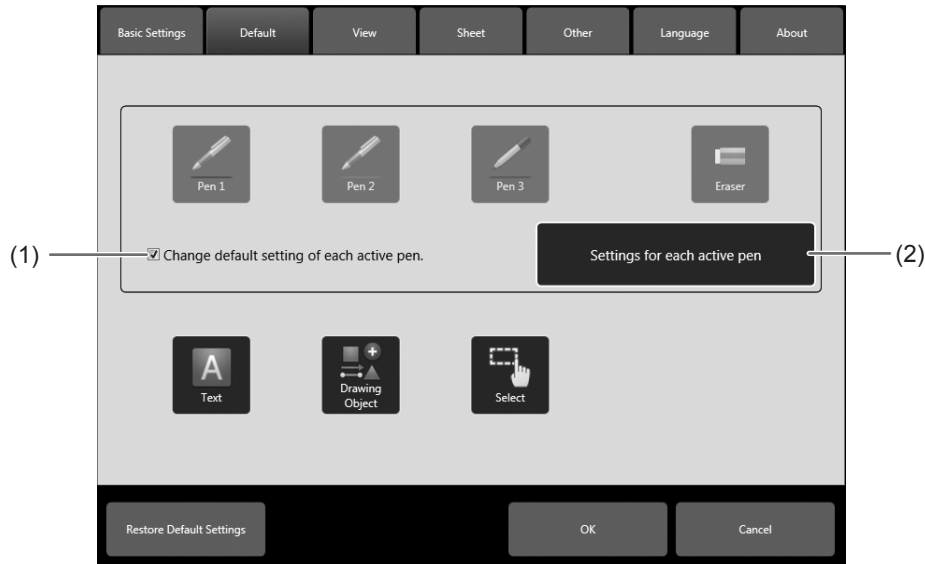 Basic Settings
Default
View
Sheet
Other
Language
About
Pen 1
Pen 2
Pen 3
Eraser
(1)
Change default setting of each active pen.
Settings for each active pen
(2)
A
Text
Drawing
Object
Select
Restore Default Settings
OK
Cancel